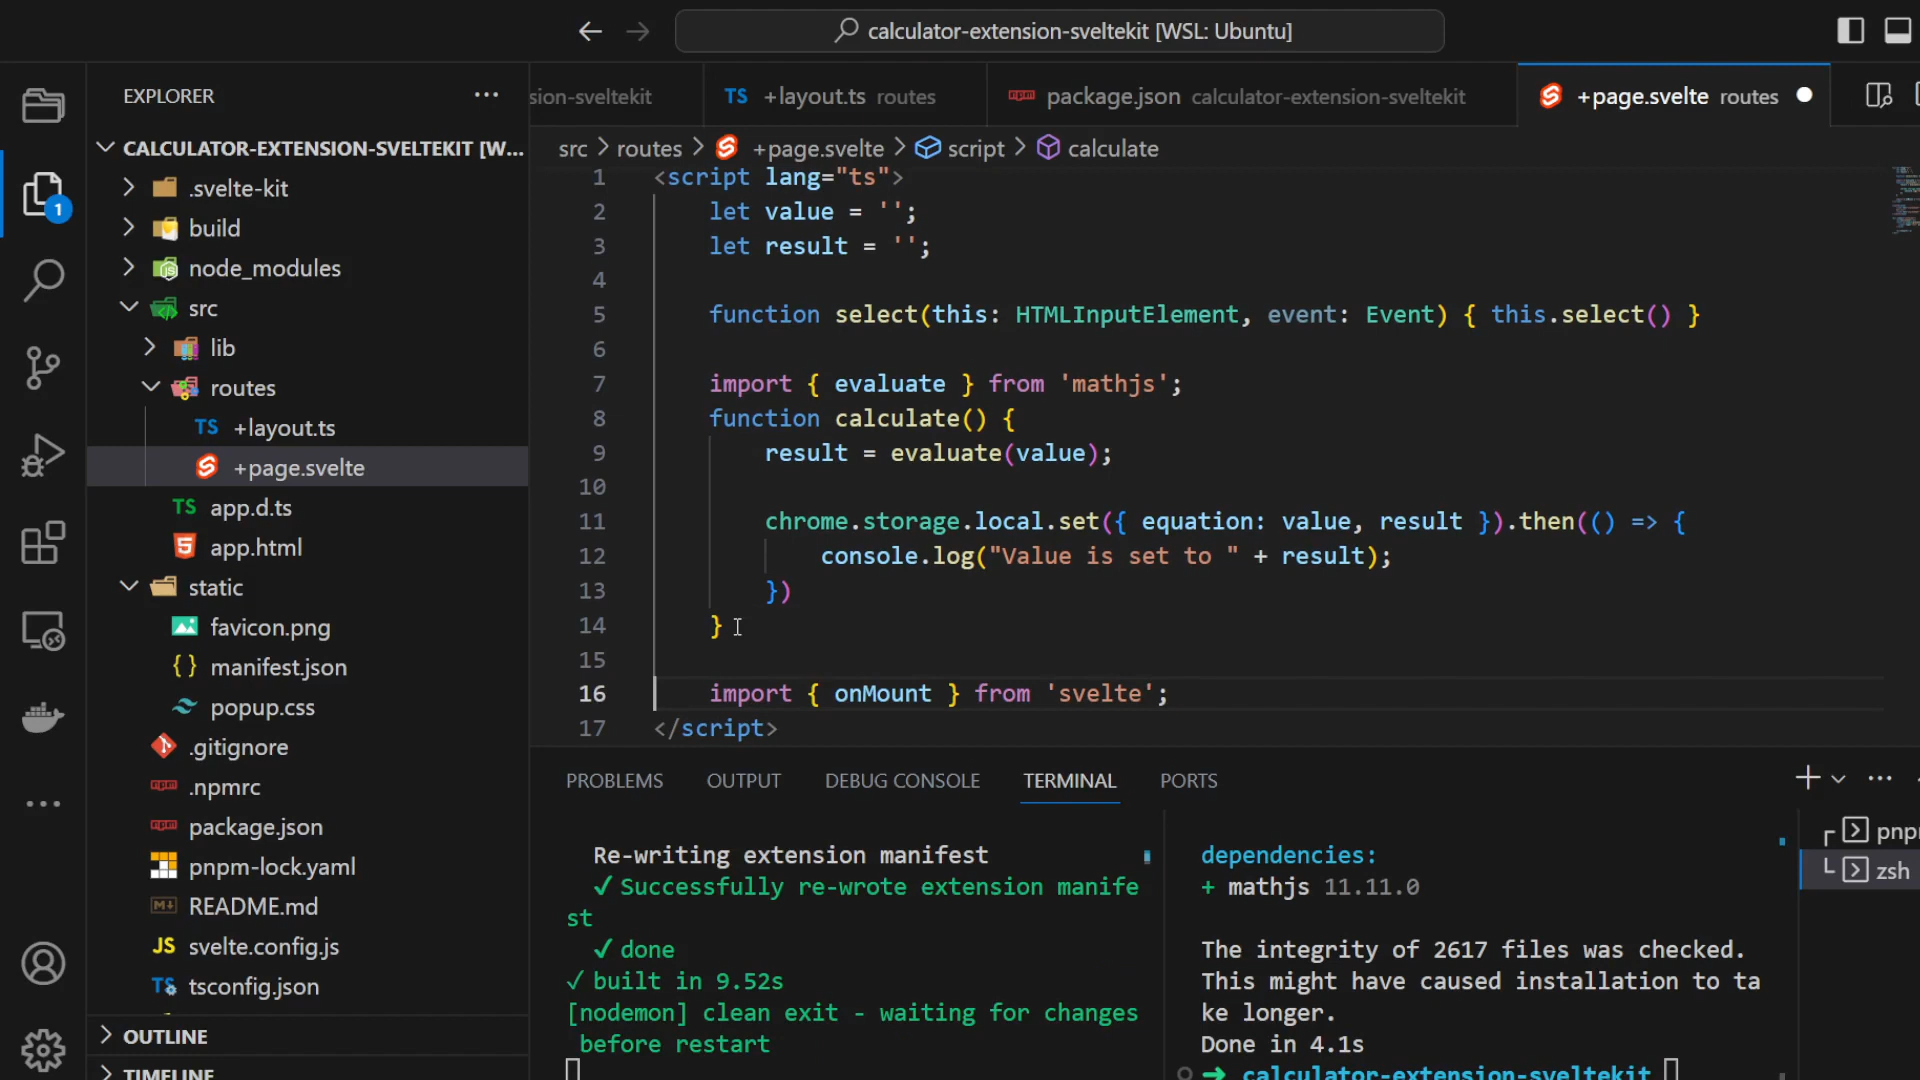 calculator-extension-sveltekit [WSL: Ubuntu]
EXPLORER
CALCULATOR-EXTENSION-SVELTEKIT [W...
.svelte-kit
build
node_modules
src
lib
routes
TS +layout.ts
+page.svelte
TS app.d.ts
app.html
static
favicon.png
{} manifest.json
popup.css
.gitignore
.npmrc
package.json
pnpm-lock.yaml
README.md
JS svelte.config.js
TS tsconfig.json
OUTLINE
TIMELINE
1
sion-sveltekit
TS +layout.ts routes
package.json calculator-extension-sveltekit
+page.svelte routes
src > routes > +page.svelte > script > calculate
1 <script lang="ts">
2 let value = '';
3 let result = '';
4
5 function select(this: HTMLInputElement, event: Event) { this.select() }
6
7 import { evaluate } from 'mathjs';
8 function calculate() {
9 result = evaluate(value);
10
11 chrome.storage.local.set({ equation: value, result }).then(() => {
12 console.log("Value is set to " + result);
13 })
14 }
15
16 import { onMount } from 'svelte';
17 </script>
PROBLEMS OUTPUT DEBUG CONSOLE TERMINAL PORTS
Re-writing extension manifest
✓ Successfully re-wrote extension manife
st
✓ done
✓ built in 9.52s
[nodemon] clean exit - waiting for changes
before restart
dependencies:
+ mathjs 11.11.0
The integrity of 2617 files was checked.
This might have caused installation to ta
ke longer.
Done in 4.1s
➜ calculator-extension-sveltekit
pnp
zsh